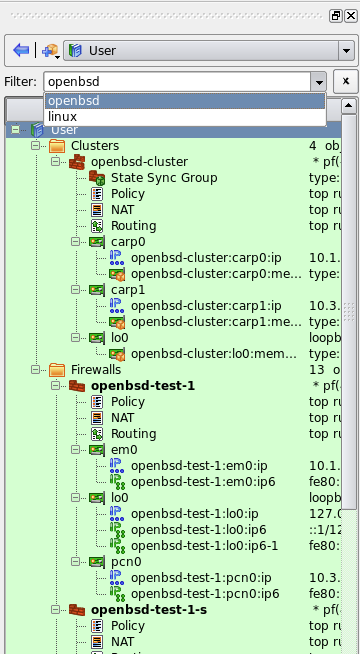 User
Filter: openbsd x
openbsd
linux
User
Clusters 4 obj
openbsd-cluster * pf(
State Sync Group type:
Policy top ru
NAT top ru
Routing top ru
carp0
openbsd-cluster:carp0:ip 10.1.
openbsd-cluster:carp0:me... type:
carp1
openbsd-cluster:carp1:ip 10.3.
openbsd-cluster:carp1:me... type:
lo0 loopb
openbsd-cluster:lo0:mem... type:
Firewalls 13 ob
openbsd-test-1 * pf(
Policy top ru
NAT top ru
Routing top ru
em0
openbsd-test-1:em0:ip 10.1.
openbsd-test-1:em0:ip6 fe80:
lo0 loopb
openbsd-test-1:lo0:ip 127.0
openbsd-test-1:lo0:ip6 ::1/12
openbsd-test-1:lo0:ip6-1 fe80:
pcn0
openbsd-test-1:pcn0:ip 10.3.
openbsd-test-1:pcn0:ip6 fe80:
openbsd-test-1-s * pf(
Policy top ru
NAT top ru